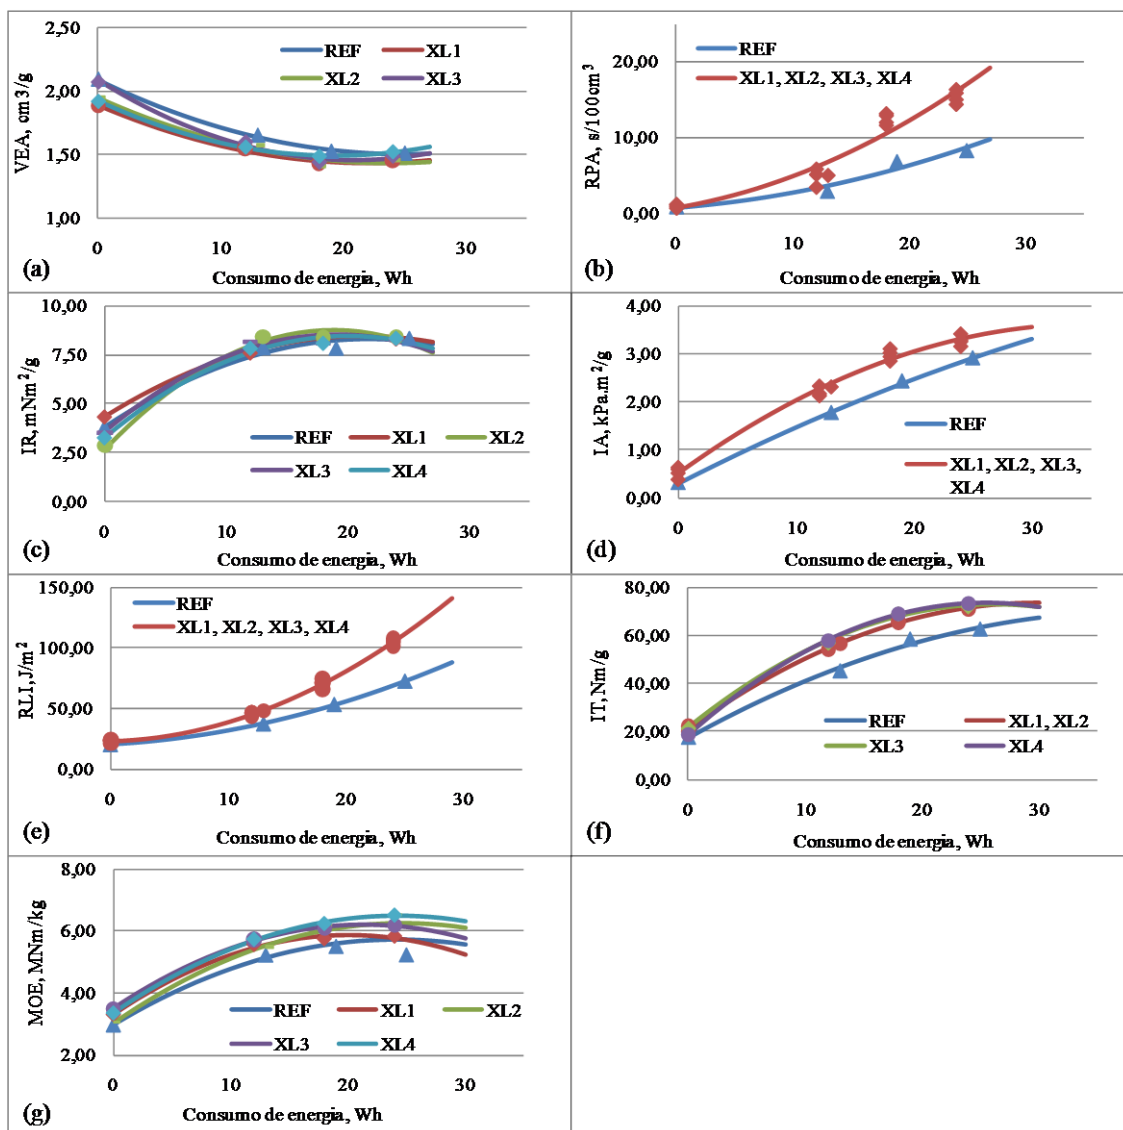 2,50
2,00
1,50
1,00
VEA, cm3/g
REF
XL1
XL2
XL3
XL4
0
10
20
30
Consumo de energia, Wh
(a)
20,00
10,00
0,00
RPA, s/100cm³
REF
XL1, XL2, XL3, XL4
0
10
20
30
Consumo de energia, Wh
(b)
10,00
7,50
5,00
2,50
0,00
IR, mNm²/g
REF
XL1
XL2
XL3
XL4
0
10
20
30
Consumo de energia, Wh
(c)
4,00
3,00
2,00
1,00
0,00
IA, kPa.m²/g
REF
XL1, XL2, XL3,
XL4
0
10
20
30
Consumo de energia, Wh
(d)
150,00
100,00
50,00
0,00
RLI, J/m²
REF
XL1, XL2, XL3, XL4
0
10
20
30
Consumo de energia, Wh
(e)
80,00
60,00
40,00
20,00
0,00
IT, Nm/g
REF
XL1, XL2
XL3
XL4
0
10
20
30
Consumo de energia, Wh
(f)
8,00
6,00
4,00
2,00
MOE, MNm/kg
REF
XL1
XL2
XL3
XL4
0
10
20
30
Consumo de energia, Wh
(g)